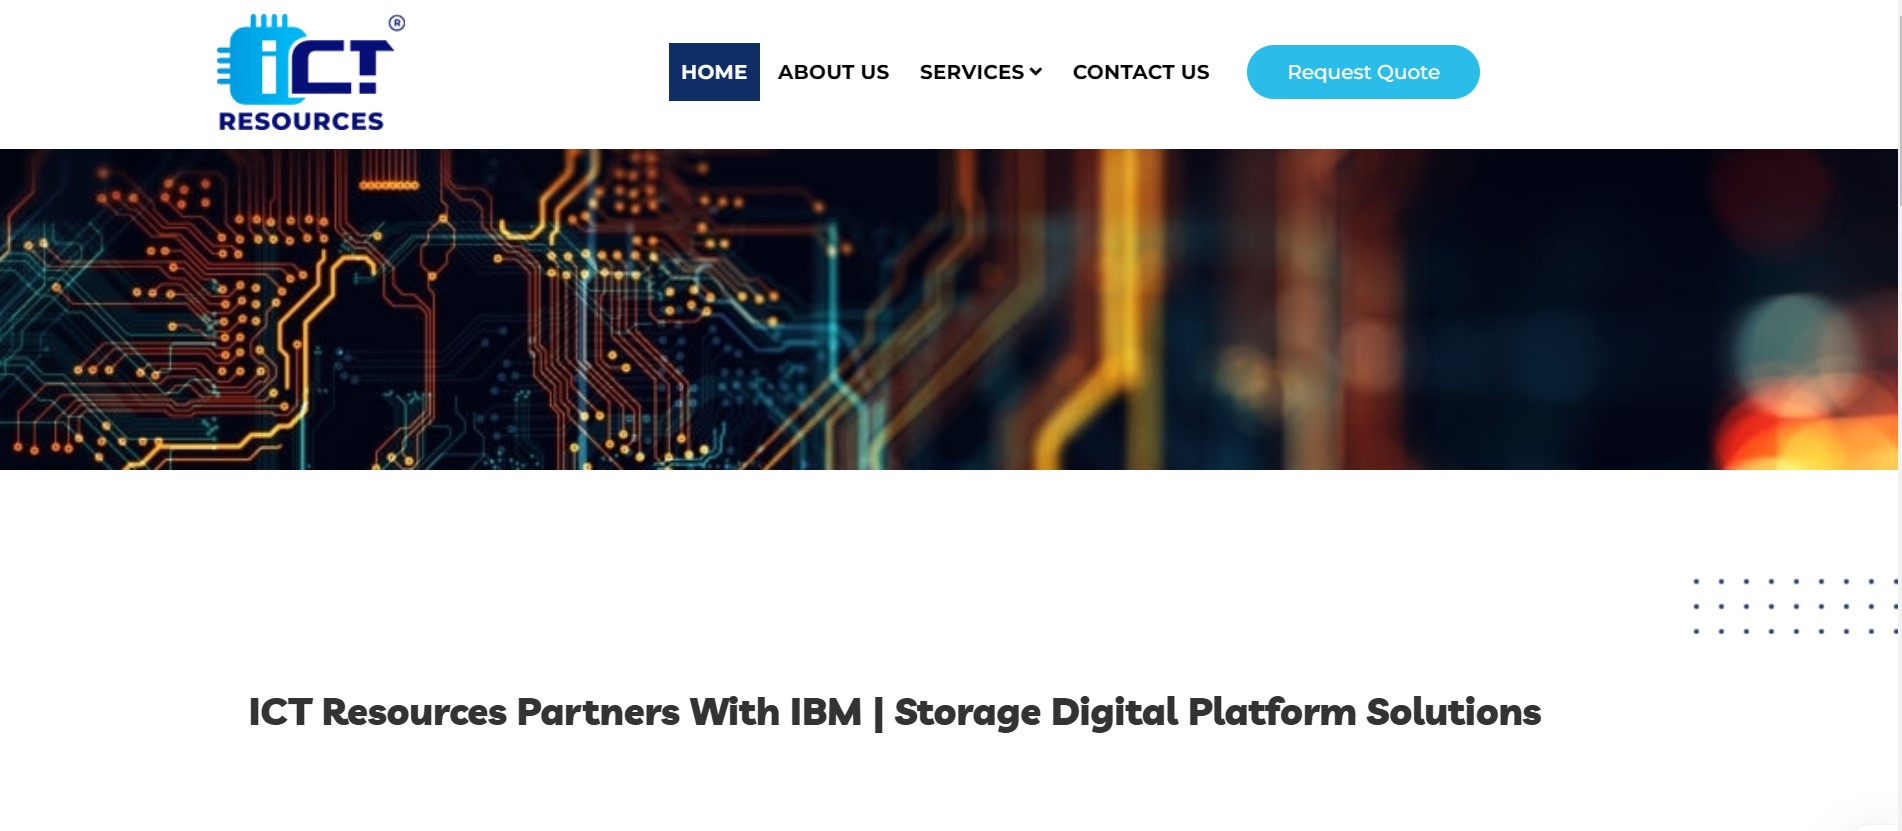 iCT
®
RESOURCES
HOME
ABOUT US
SERVICES
CONTACT US
Request Quote
ICT Resources Partners With IBM | Storage Digital Platform Solutions